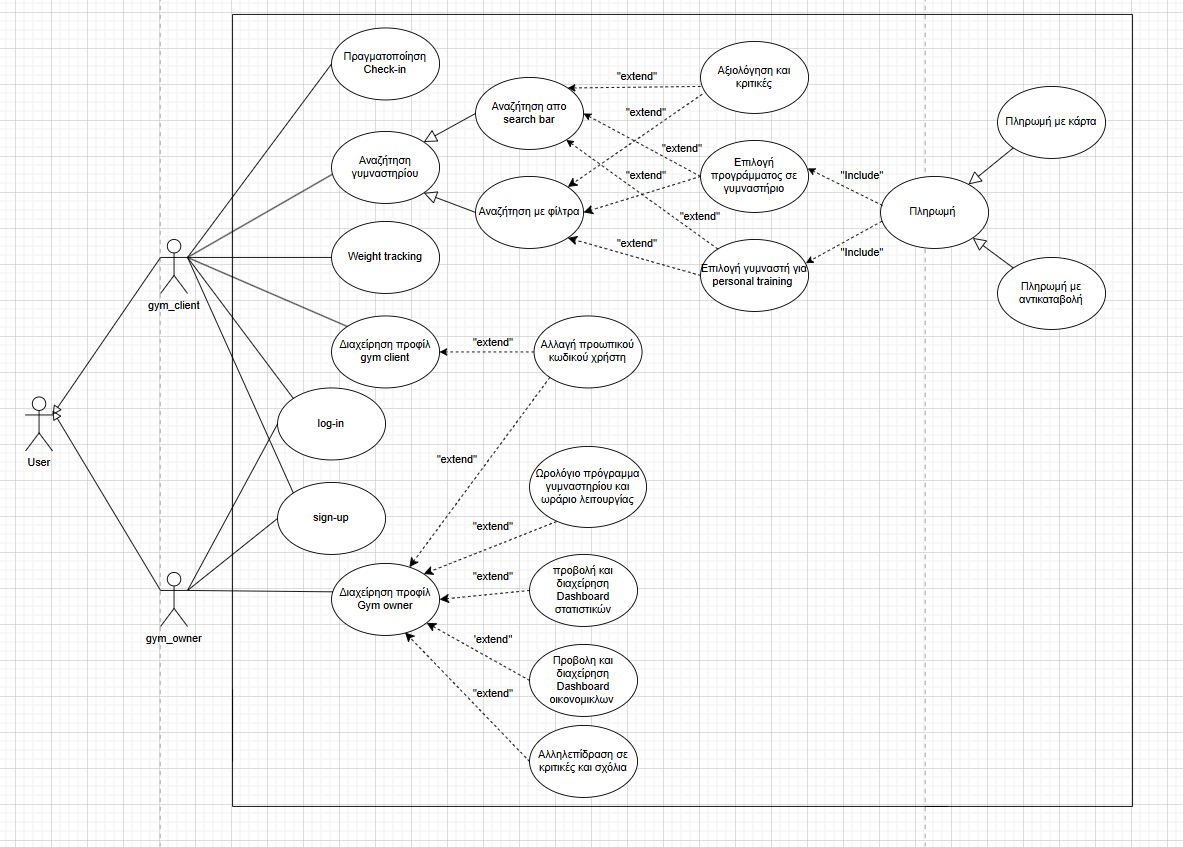 Πραγματοποίηση
Check-in
Αναζήτηση
γυμναστηρίου
Weight tracking
Διαχείρηση προφίλ
gym client
log-in
sign-up
Διαχείρηση προφίλ
Gym owner
gym_client
User
gym_owner
Αναζήτηση απο
search bar
Αναζήτηση με φίλτρα
"extend"
"extend"
"extend"
"extend"
"extend"
"extend"
Αξιολόγηση και
κριτικές
Επιλογή
προγράμματος σε
γυμναστήριο
Επιλογή γυμναστή για
personal training
"Include"
"Include"
Πληρωμή
Πληρωμή με κάρτα
Πληρωμή με
αντικαταβολή
"extend"
Αλλαγή προωπικού
κωδικού χρήστη
"extend"
Ωρολόγιο πρόγραμμα
γυμναστηρίου και
ωράριο λειτουργίας
"extend"
"extend"
προβολή και
διαχείρηση
Dashboard
στατιστικών
'extend"
Προβολη και
διαχείρηση
Dashboard
οικονομικλων
"extend"
Αλληλεπίδραση σε
κριτικές και σχόλια